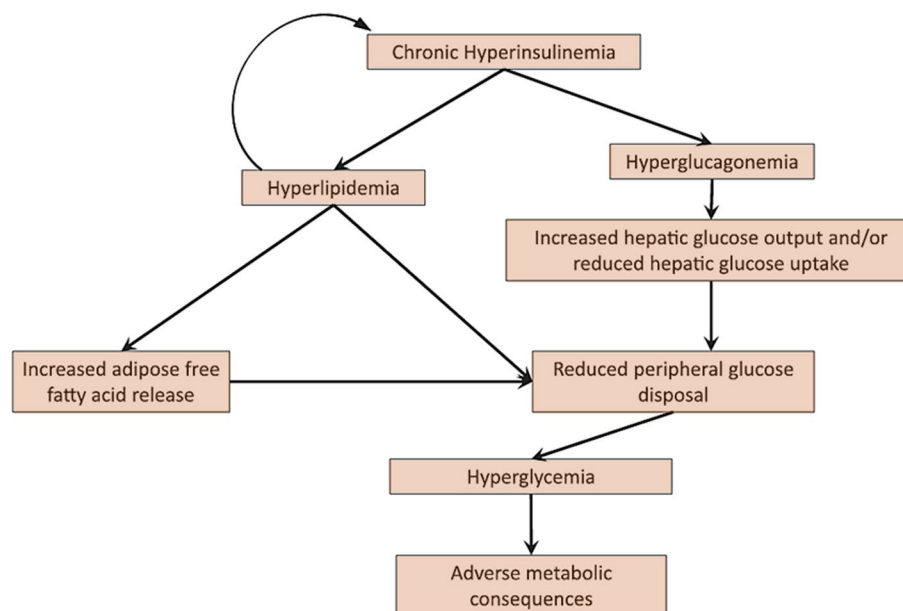 Chronic Hyperinsulinemia
Hyperglucagonemia
Hyperlipidemia
Increased hepatic glucose output and/or
reduced hepatic glucose uptake
Increased adipose free
fatty acid release
Reduced peripheral glucose
disposal
Hyperglycemia
Adverse metabolic
consequences